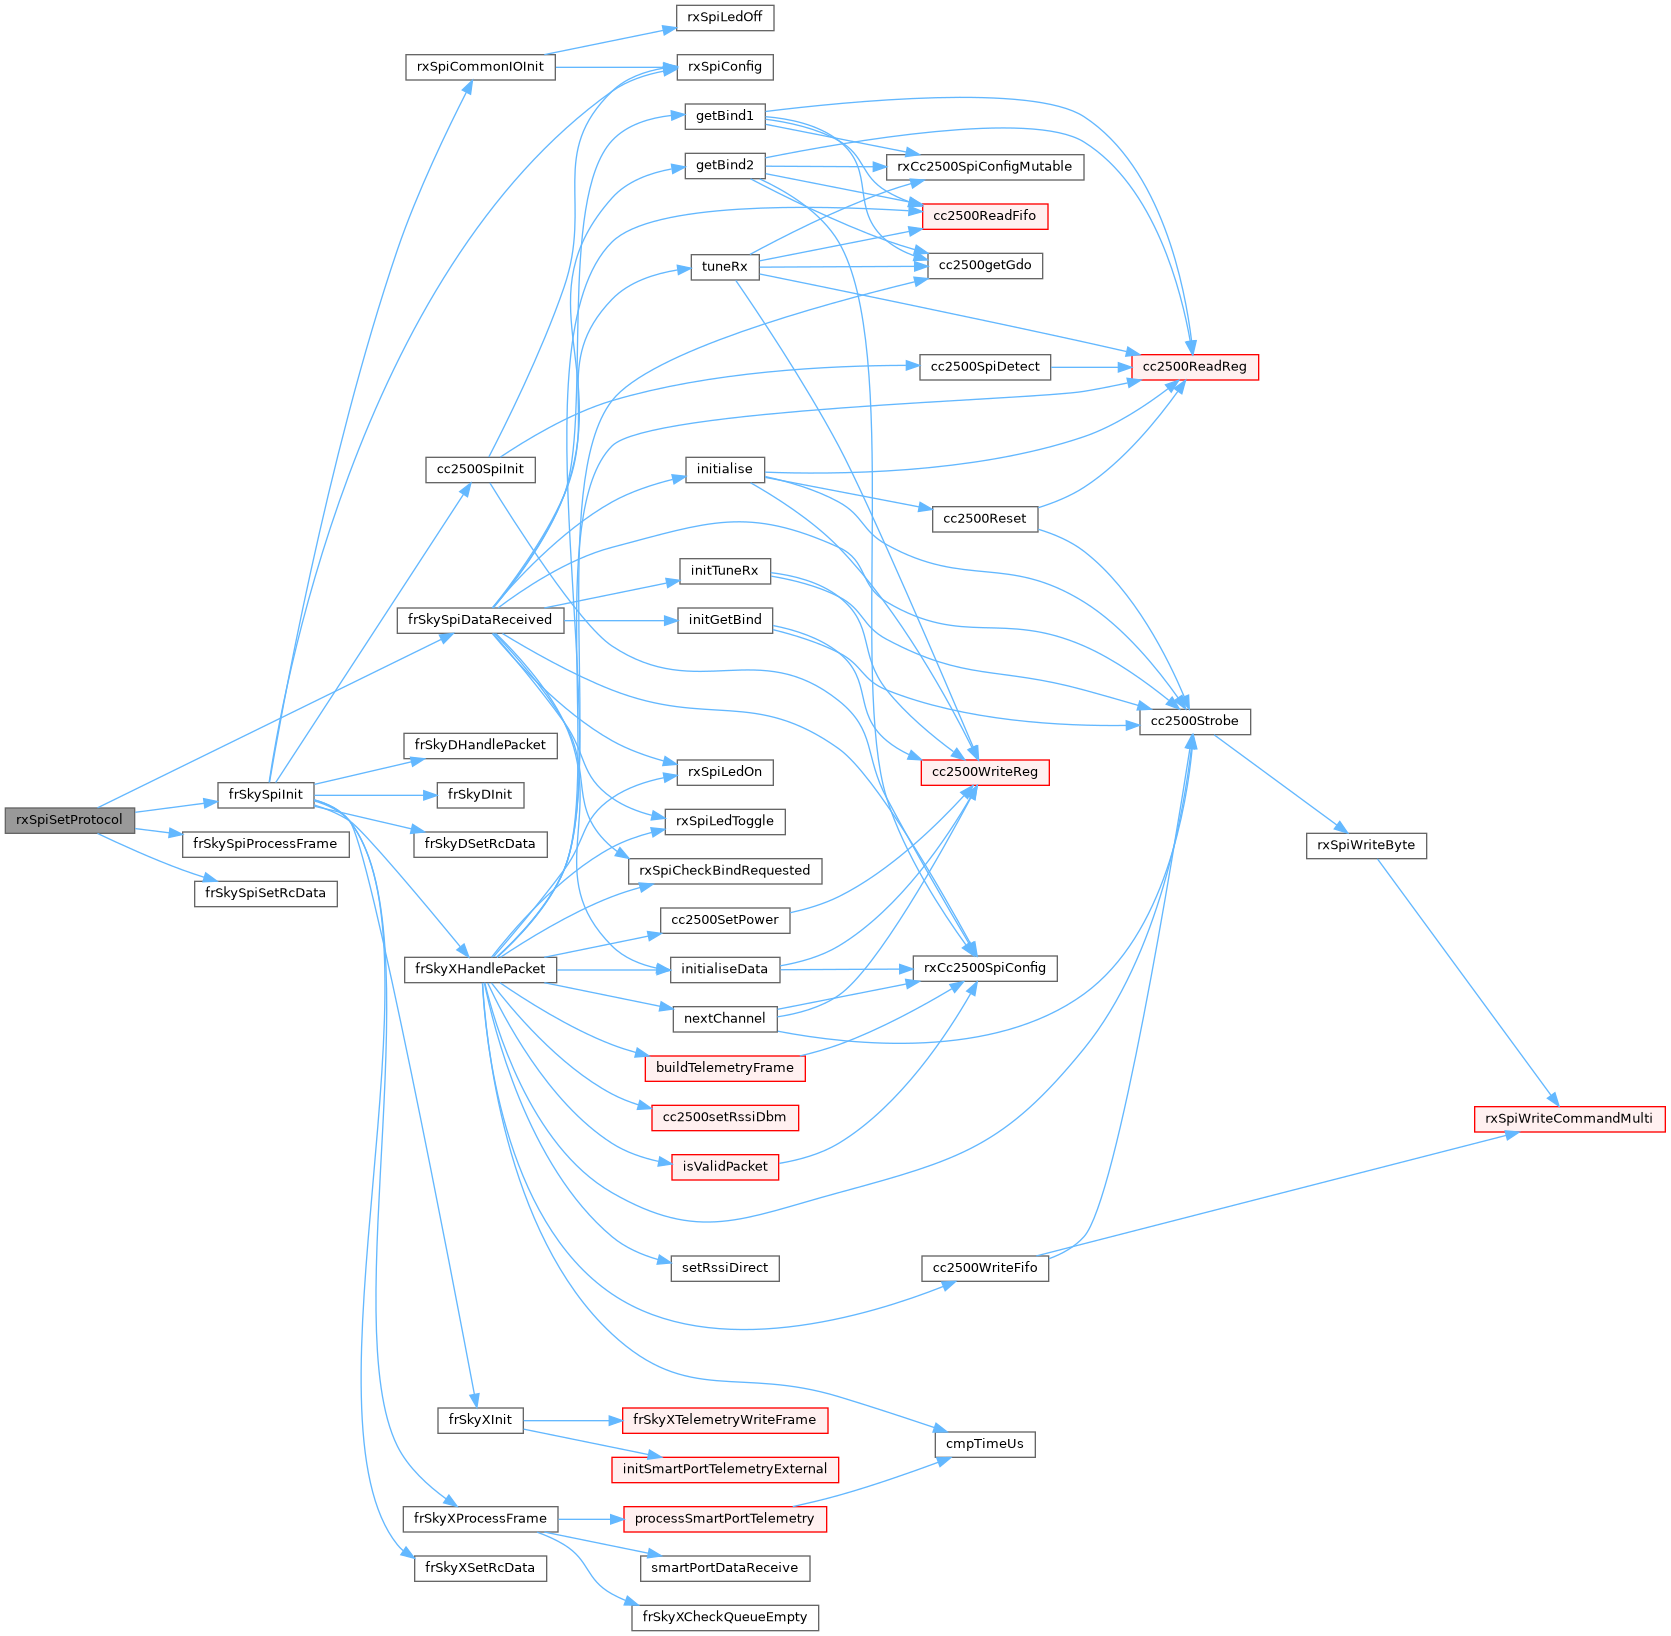 rxSpiLedOff
rxSpiCommonIOInit
rxSpiConfig
getBind1
getBind2
rxCc2500SpiConfigMutable
cc2500ReadFifo
tuneRx
cc2500getGdo
cc2500SpiDetect
cc2500ReadReg
cc2500SpiInit
initialise
cc2500Reset
initTuneRx
frSkySpiDataReceived
initGetBind
cc2500Strobe
frSkyDHandlePacket
rxSpiLedOn
cc2500WriteReg
frSkySpiInit
frSkyDInit
rxSpiSetProtocol
rxSpiLedToggle
frSkySpiProcessFrame
frSkyDSetRcData
rxSpiWriteByte
rxSpiCheckBindRequested
frSkySpiSetRcData
cc2500SetPower
frSkyXHandlePacket
initialiseData
rxCc2500SpiConfig
nextChannel
buildTelemetryFrame
cc2500setRssiDbm
rxSpiWriteCommandMulti
isValidPacket
setRssiDirect
cc2500WriteFifo
frSkyXInit
frSkyXTelemetryWriteFrame
cmpTimeUs
initSmartPortTelemetryExternal
frSkyXProcessFrame
processSmartPortTelemetry
frSkyXSetRcData
smartPortDataReceive
frSkyXCheckQueueEmpty